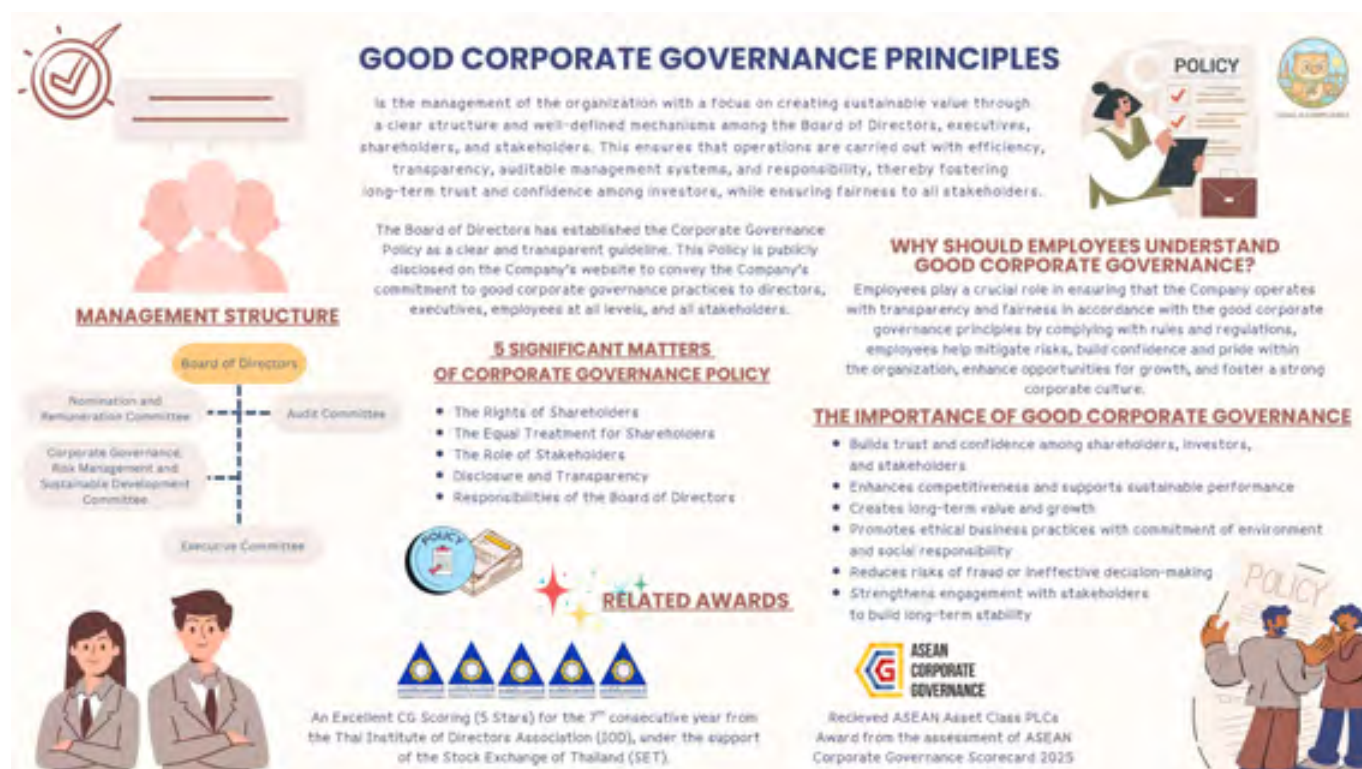 GOOD CORPORATE GOVERNANCE PRINCIPLES
is the management of the organization with a focus on creating sustainable value through
a clear structure and well-defined mechanisms among the Board of Directors, executives,
shareholders, and stakeholders. This ensures that operations are carried out with efficiency,
transparency, auditable management systems, and responsibility, thereby fostering
long-term trust and confidence among investors, while ensuring fairness to all stakeholders.
POLICY
The Board of Directors has established the Corporate Governance
Policy as a clear and transparent guideline. This Policy is publicly
disclosed on the Company's website to convey the Company's
commitment to good corporate governance practices to directors,
executives, employees at all levels, and all stakeholders.
MANAGEMENT STRUCTURE
Board of Directors
Nomination and
Remuneration Committee
Audit Committee
Corporate Governance,
Risk Management and
Sustainable Development
Committee
Executive Committee
5 SIGNIFICANT MATTERS
OF CORPORATE GOVERNANCE POLICY
• The Rights of Shareholders
• The Equal Treatment for Shareholders
• The Role of Stakeholders
• Disclosure and Transparency
• Responsibilities of the Board of Directors
POLICY
WHY SHOULD EMPLOYEES UNDERSTAND
GOOD CORPORATE GOVERNANCE?
Employees play a crucial role in ensuring that the Company operates
with transparency and fairness in accordance with the good corporate
governance principles by complying with rules and regulations,
employees help mitigate risks, build confidence and pride within
the organization, enhance opportunities for growth, and foster a strong
corporate culture.
THE IMPORTANCE OF GOOD CORPORATE GOVERNANCE
• Builds trust and confidence among shareholders, investors,
and stakeholders
• Enhances competitiveness and supports sustainable performance
• Creates long-term value and growth
• Promotes ethical business practices with commitment of environment
and social responsibility
• Reduces risks of fraud or ineffective decision-making
• Strengthens engagement with stakeholders
to build long-term stability
POLICY
RELATED AWARDS
An Excellent CG Scoring (5 Stars) for the 7th consecutive year from
the Thai Institute of Directors Association (IOD), under the support
of the Stock Exchange of Thailand (SET).
G
ASEAN
CORPORATE
GOVERNANCE
Recieved ASEAN Asset Class PLCs
Award from the assessment of ASEAN
Corporate Governance Scorecard 2025